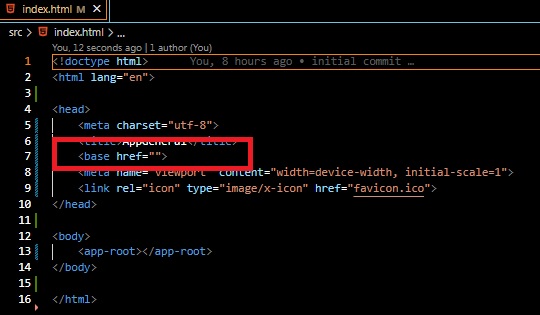 index.html M ×
src > index.html > ...
You, 12 seconds ago | 1 author (You)
1 <!doctype html> You, 8 hours ago • initial commit …
2 <html lang="en">
3
4 <head>
5 <meta charset="utf-8">
6 <title>AppGeneral</title>
7 <base href="">
8 <meta name="viewport" content="width=device-width, initial-scale=1">
9 <link rel="icon" type="image/x-icon" href="favicon.ico">
10 </head>
11
12 <body>
13 <app-root></app-root>
14 </body>
15
16 </html>